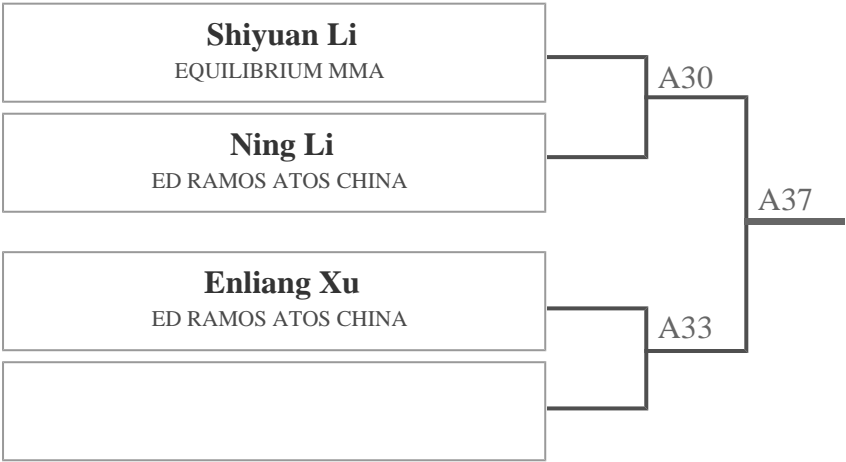 Shiyuan Li
EQUILIBRIUM MMA
A30
Ning Li
ED RAMOS ATOS CHINA
A37
Enliang Xu
ED RAMOS ATOS CHINA
A33